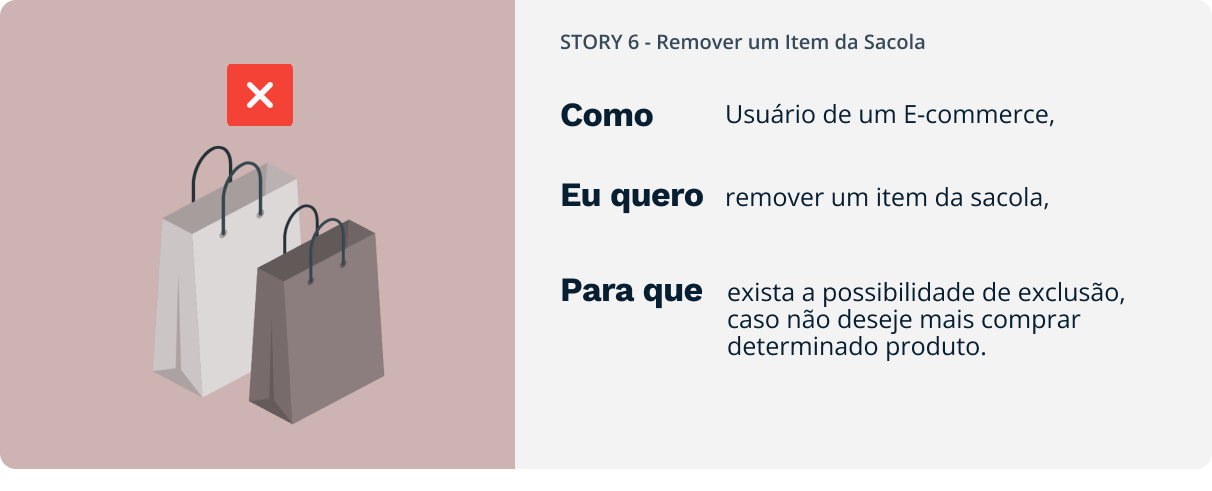 STORY 6 - Remover um Item da Sacola
Como Usuário de um E-commerce,
Eu quero remover um item da sacola,
Para que exista a possibilidade de exclusão,
caso não deseje mais comprar
determinado produto.